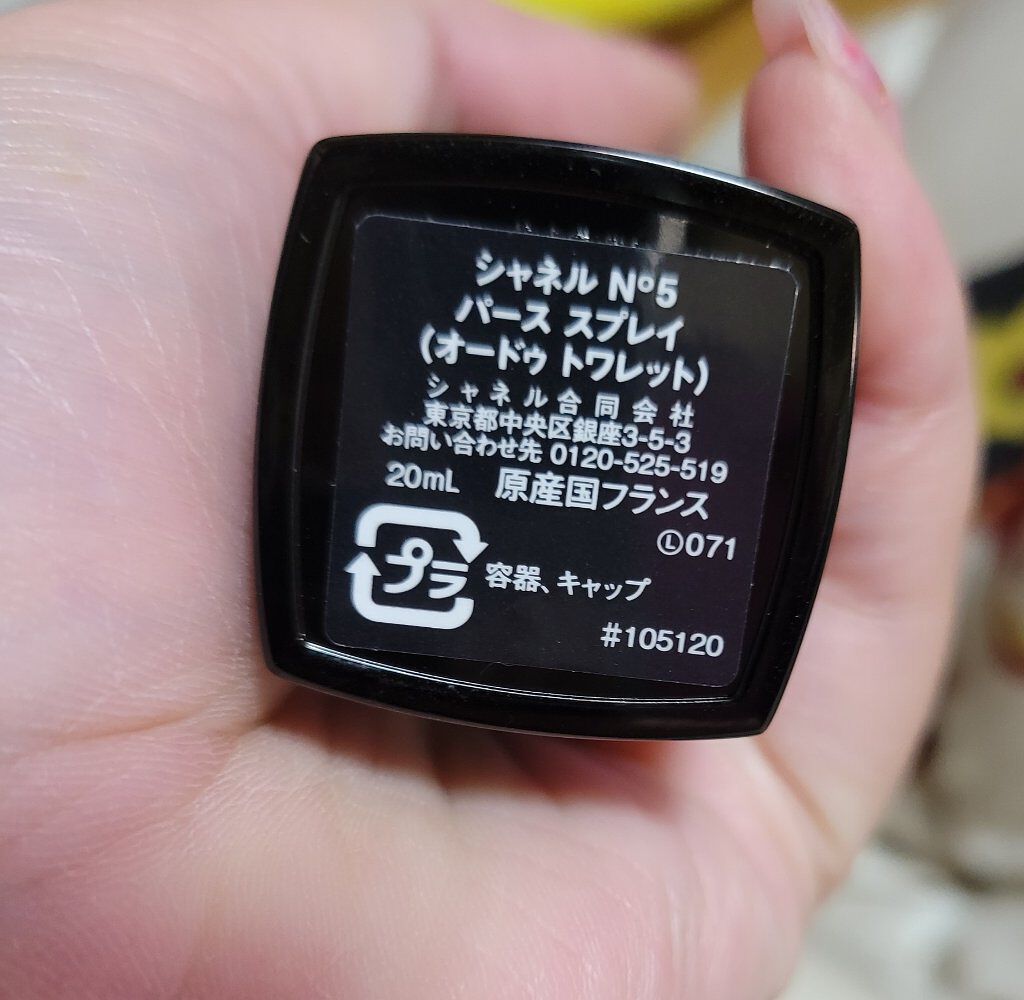 シャネル N°5
パース スプレイ
(オードゥ トワレット)
シャネル合同会社
東京都中央区銀座3-5-3
お問い合わせ先 0120-525-519
20mL 原産国フランス
Ⓛ071
プラ 容器、キャップ
#105120